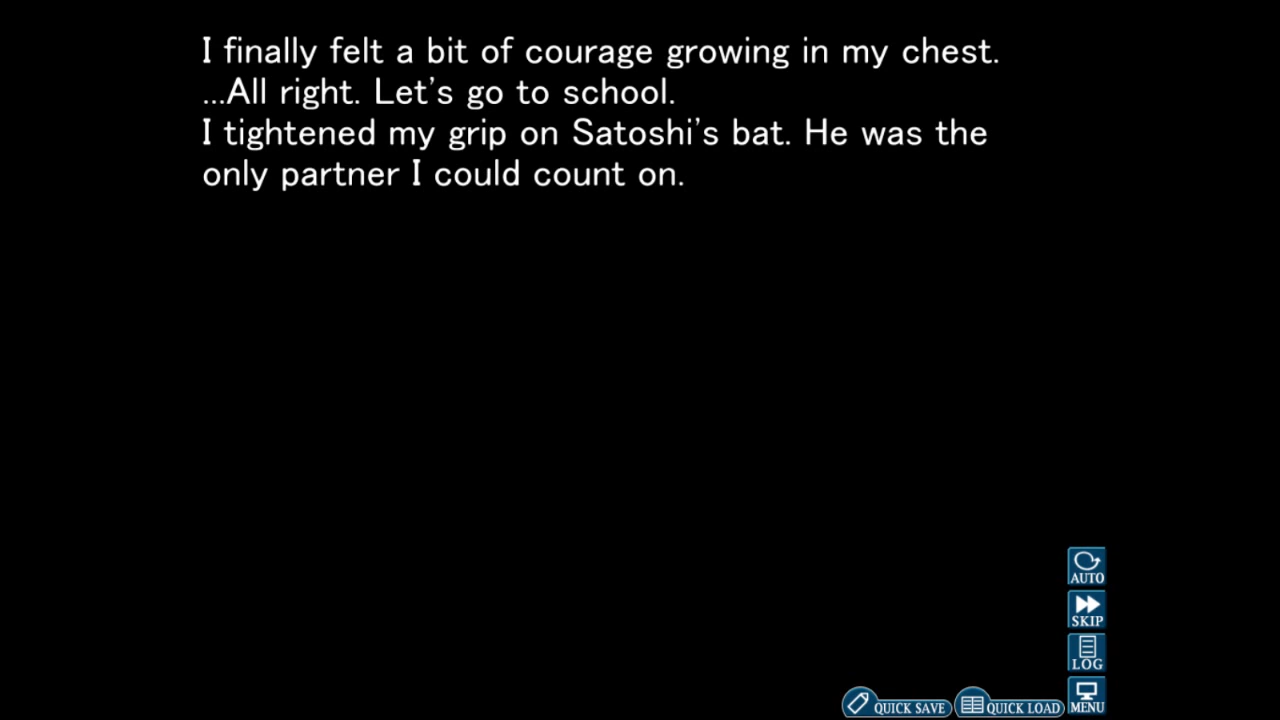 I finally felt a bit of courage growing in my chest.
...All right. Let's go to school.
I tightened my grip on Satoshi's bat. He was the
only partner I could count on.
AUTO
SKIP
LOG
MENU
QUICK SAVE
QUICK LOAD